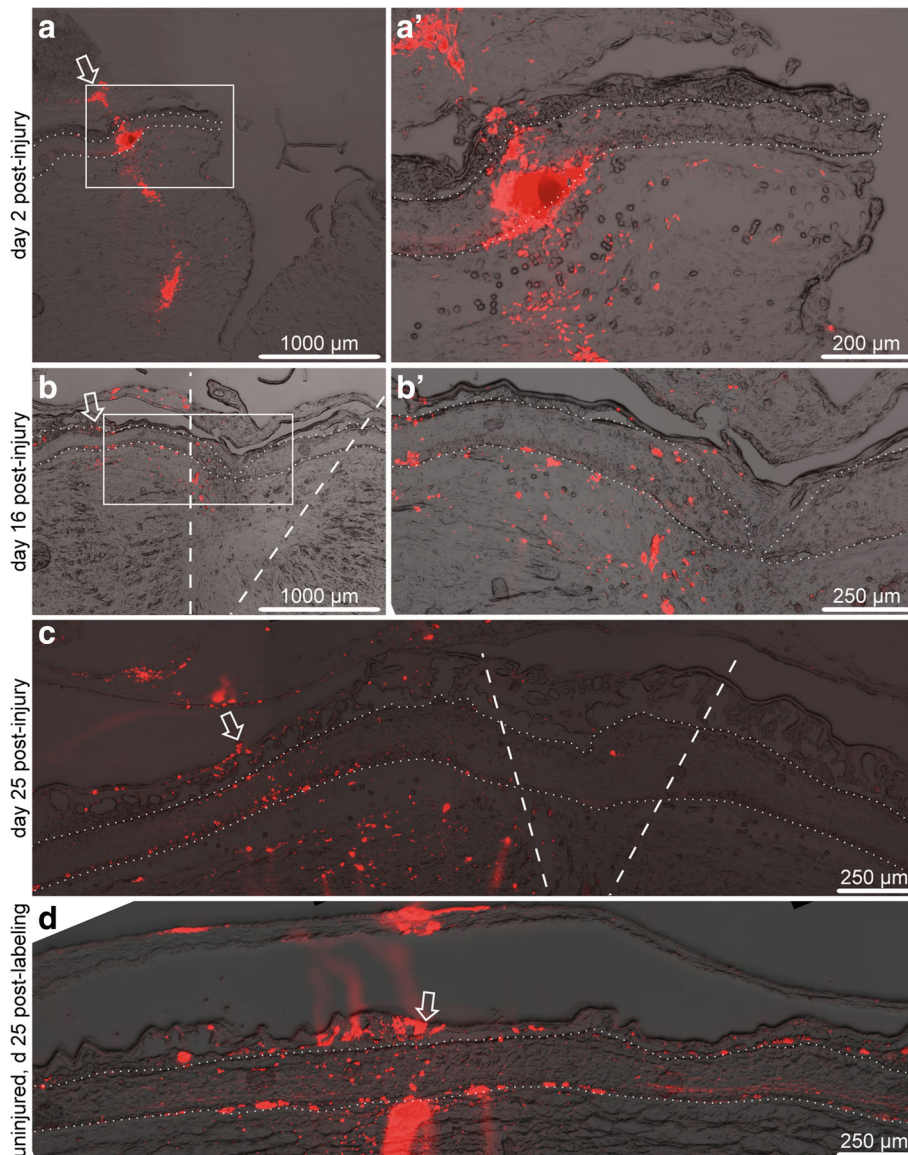 a
a'
day 2 post-injury
1000 µm
200 µm
b
b'
day 16 post-injury
1000 µm
250 µm
c
day 25 post-injury
250 µm
d
uninjured, d 25 post-labeling
250 µm